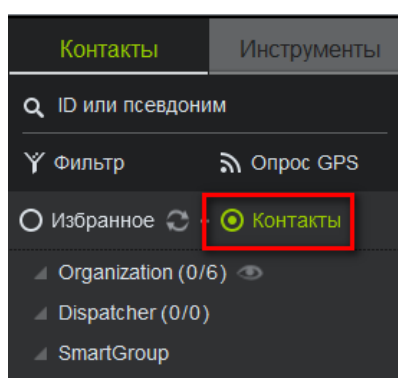 Контакты Инструменты
ID или псевдоним
Фильтр Опрос GPS
Избранное Контакты
Organization (0/6)
Dispatcher (0/0)
SmartGroup